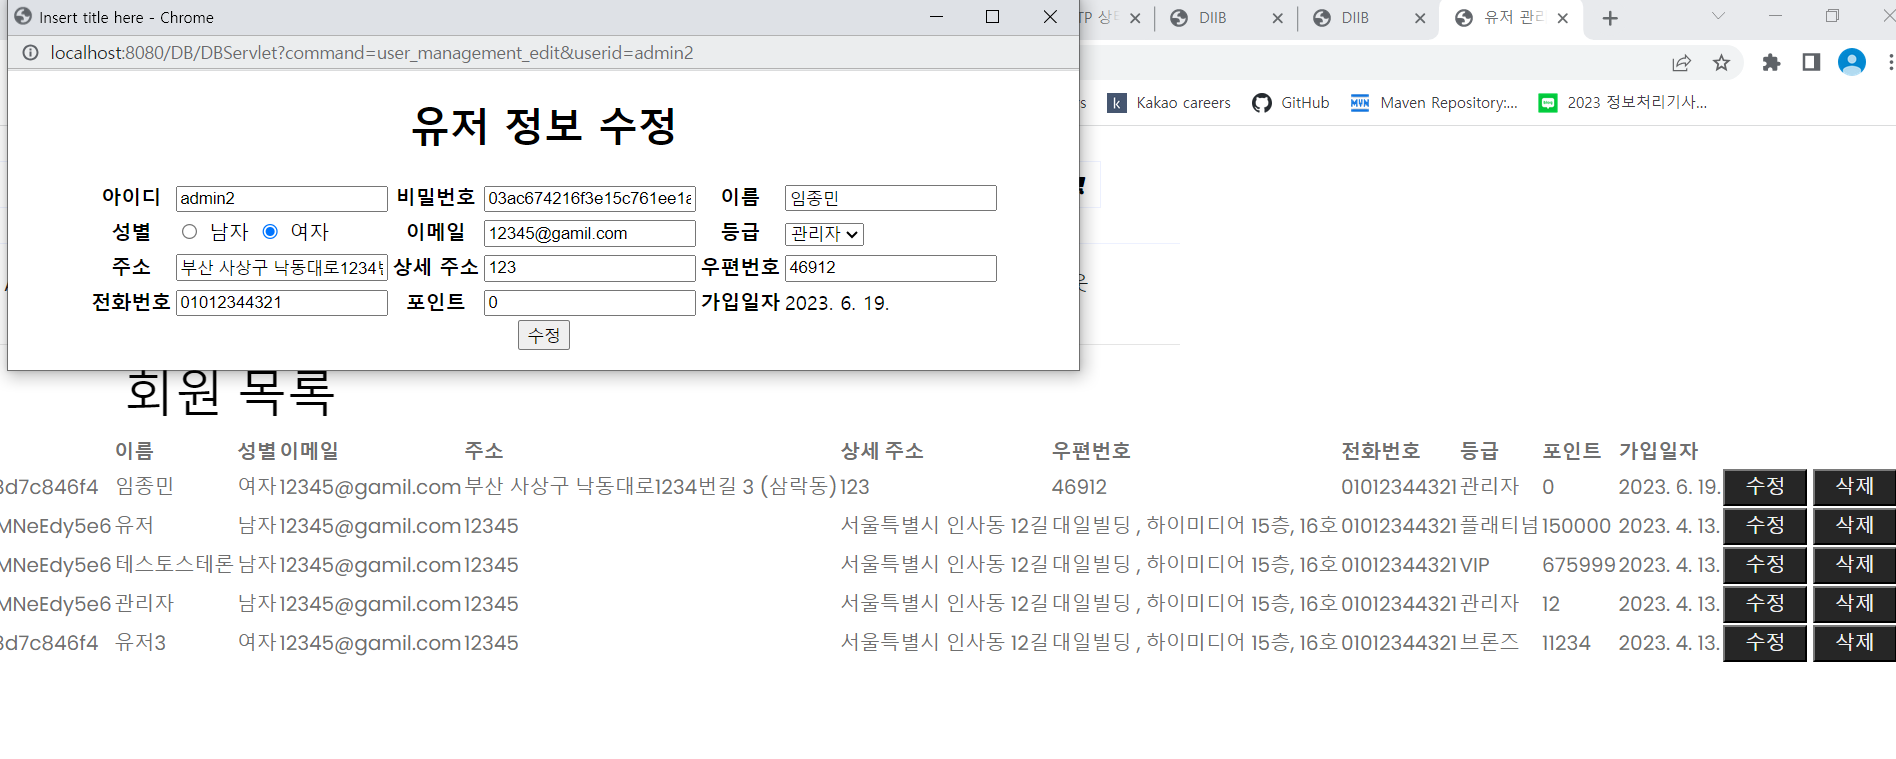 Insert title here - Chrome
TP 상태
DIIB
DIIB
유저 관리
localhost:8080/DB/DBServlet?command=user_management_edit&userid=admin2
Kakao careers
GitHub
Maven Repository:...
2023 정보처리기사...
유저 정보 수정
아이디 admin2 비밀번호 03ac674216f3e15c761ee1a 이름 임종민
성별 남자 여자 이메일 12345@gamil.com 등급 관리자
주소 부산 사상구 낙동대로1234번 상세 주소 123 우편번호 46912
전화번호 01012344321 포인트 0 가입일자 2023. 6. 19.
수정
회원 목록
이름 성별 이메일 주소 상세 주소 우편번호 전화번호 등급 포인트 가입일자
3d7c846f4 임종민 여자 12345@gamil.com 부산 사상구 낙동대로1234번길 3 (삼락동) 123 46912 01012344321 관리자 0 2023. 6. 19. 수정 삭제
MNeEdy5e6 유저 남자 12345@gamil.com 12345 서울특별시 인사동 12길 대일빌딩 , 하이미디어 15층, 16호 01012344321 플래티넘 150000 2023. 4. 13. 수정 삭제
MNeEdy5e6 테스토스테론 남자 12345@gamil.com 12345 서울특별시 인사동 12길 대일빌딩 , 하이미디어 15층, 16호 01012344321 VIP 675999 2023. 4. 13. 수정 삭제
MNeEdy5e6 관리자 남자 12345@gamil.com 12345 서울특별시 인사동 12길 대일빌딩 , 하이미디어 15층, 16호 01012344321 관리자 12 2023. 4. 13. 수정 삭제
3d7c846f4 유저3 여자 12345@gamil.com 12345 서울특별시 인사동 12길 대일빌딩 , 하이미디어 15층, 16호 01012344321 브론즈 11234 2023. 4. 13. 수정 삭제